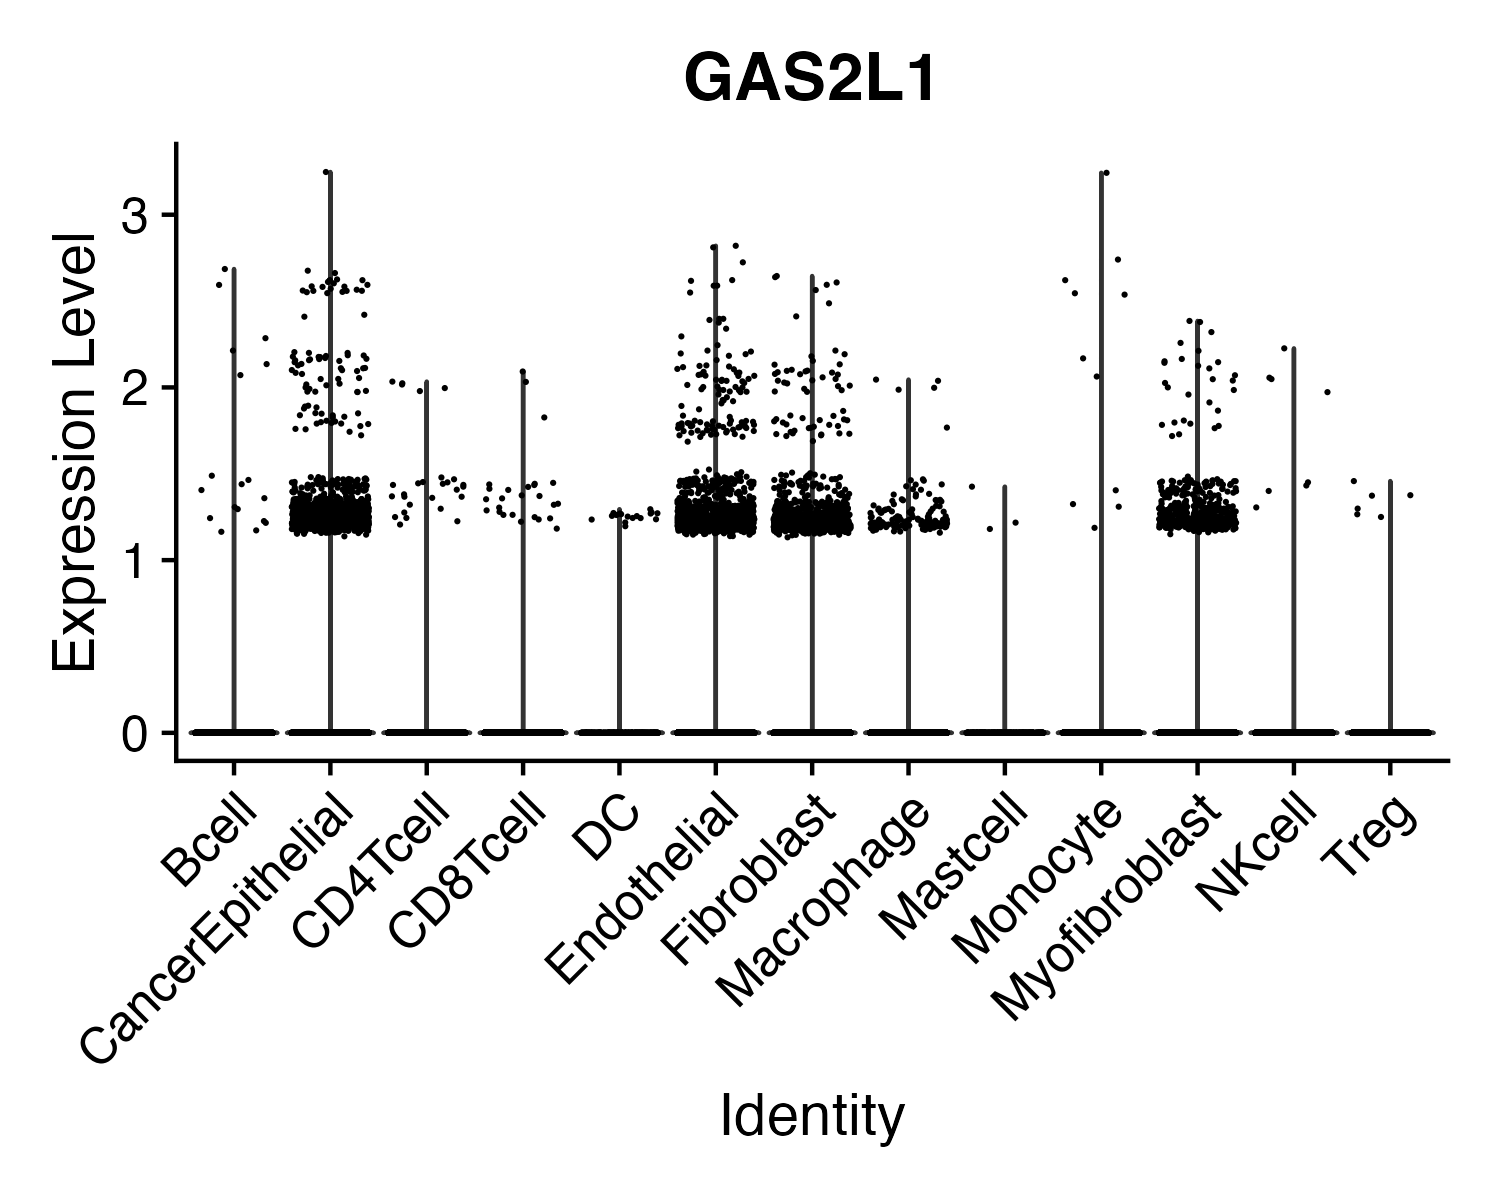 GAS2L1
Expression Level
3
2
1
0
Bcell
CancerEpithelial
CD4Tcell
CD8Tcell
DC
Endothelial
Fibroblast
Macrophage
Mastcell
Monocyte
Myofibroblast
NKcell
Treg
Identity